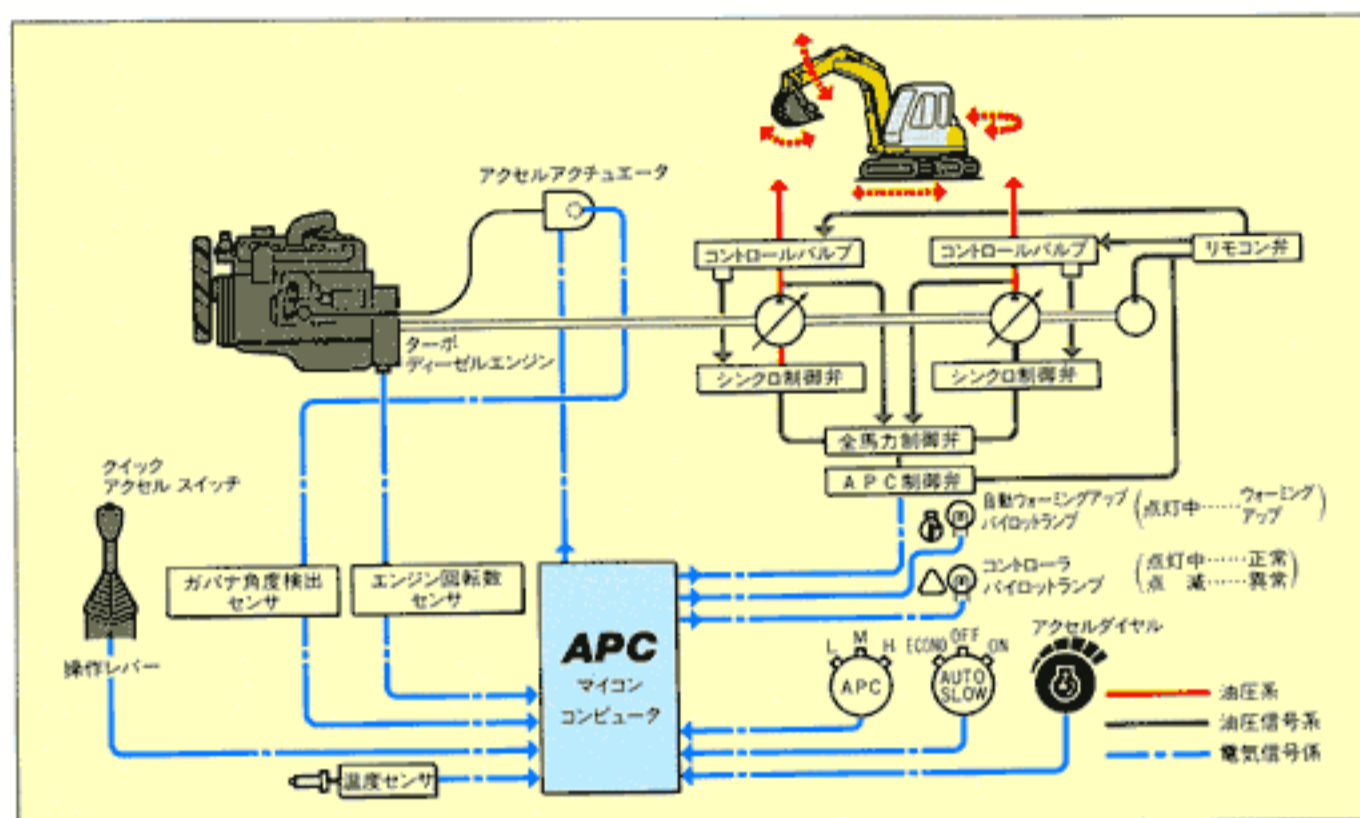 アクセルアクチュエータ
コントロールバルブ
コントロールバルブ
リモコン弁
ターボ
ディーゼルエンジン
シンクロ制御弁
シンクロ制御弁
全馬力制御弁
APC制御弁
クイック
アクセル スイッチ
自動ウォーミングアップ
パイロットランプ
(点灯中……ウォーミング
アップ)
コントローラ
パイロットランプ
(点灯中……正常
点 滅……異常)
ガバナ角度検出
センサ
エンジン回転数
センサ
操作レバー
APC
マイコン
コンピュータ
L M H
APC
ECONO OFF ON
AUTO
SLOW
アクセルダイヤル
温度センサ
油圧系
油圧信号系
電気信号係